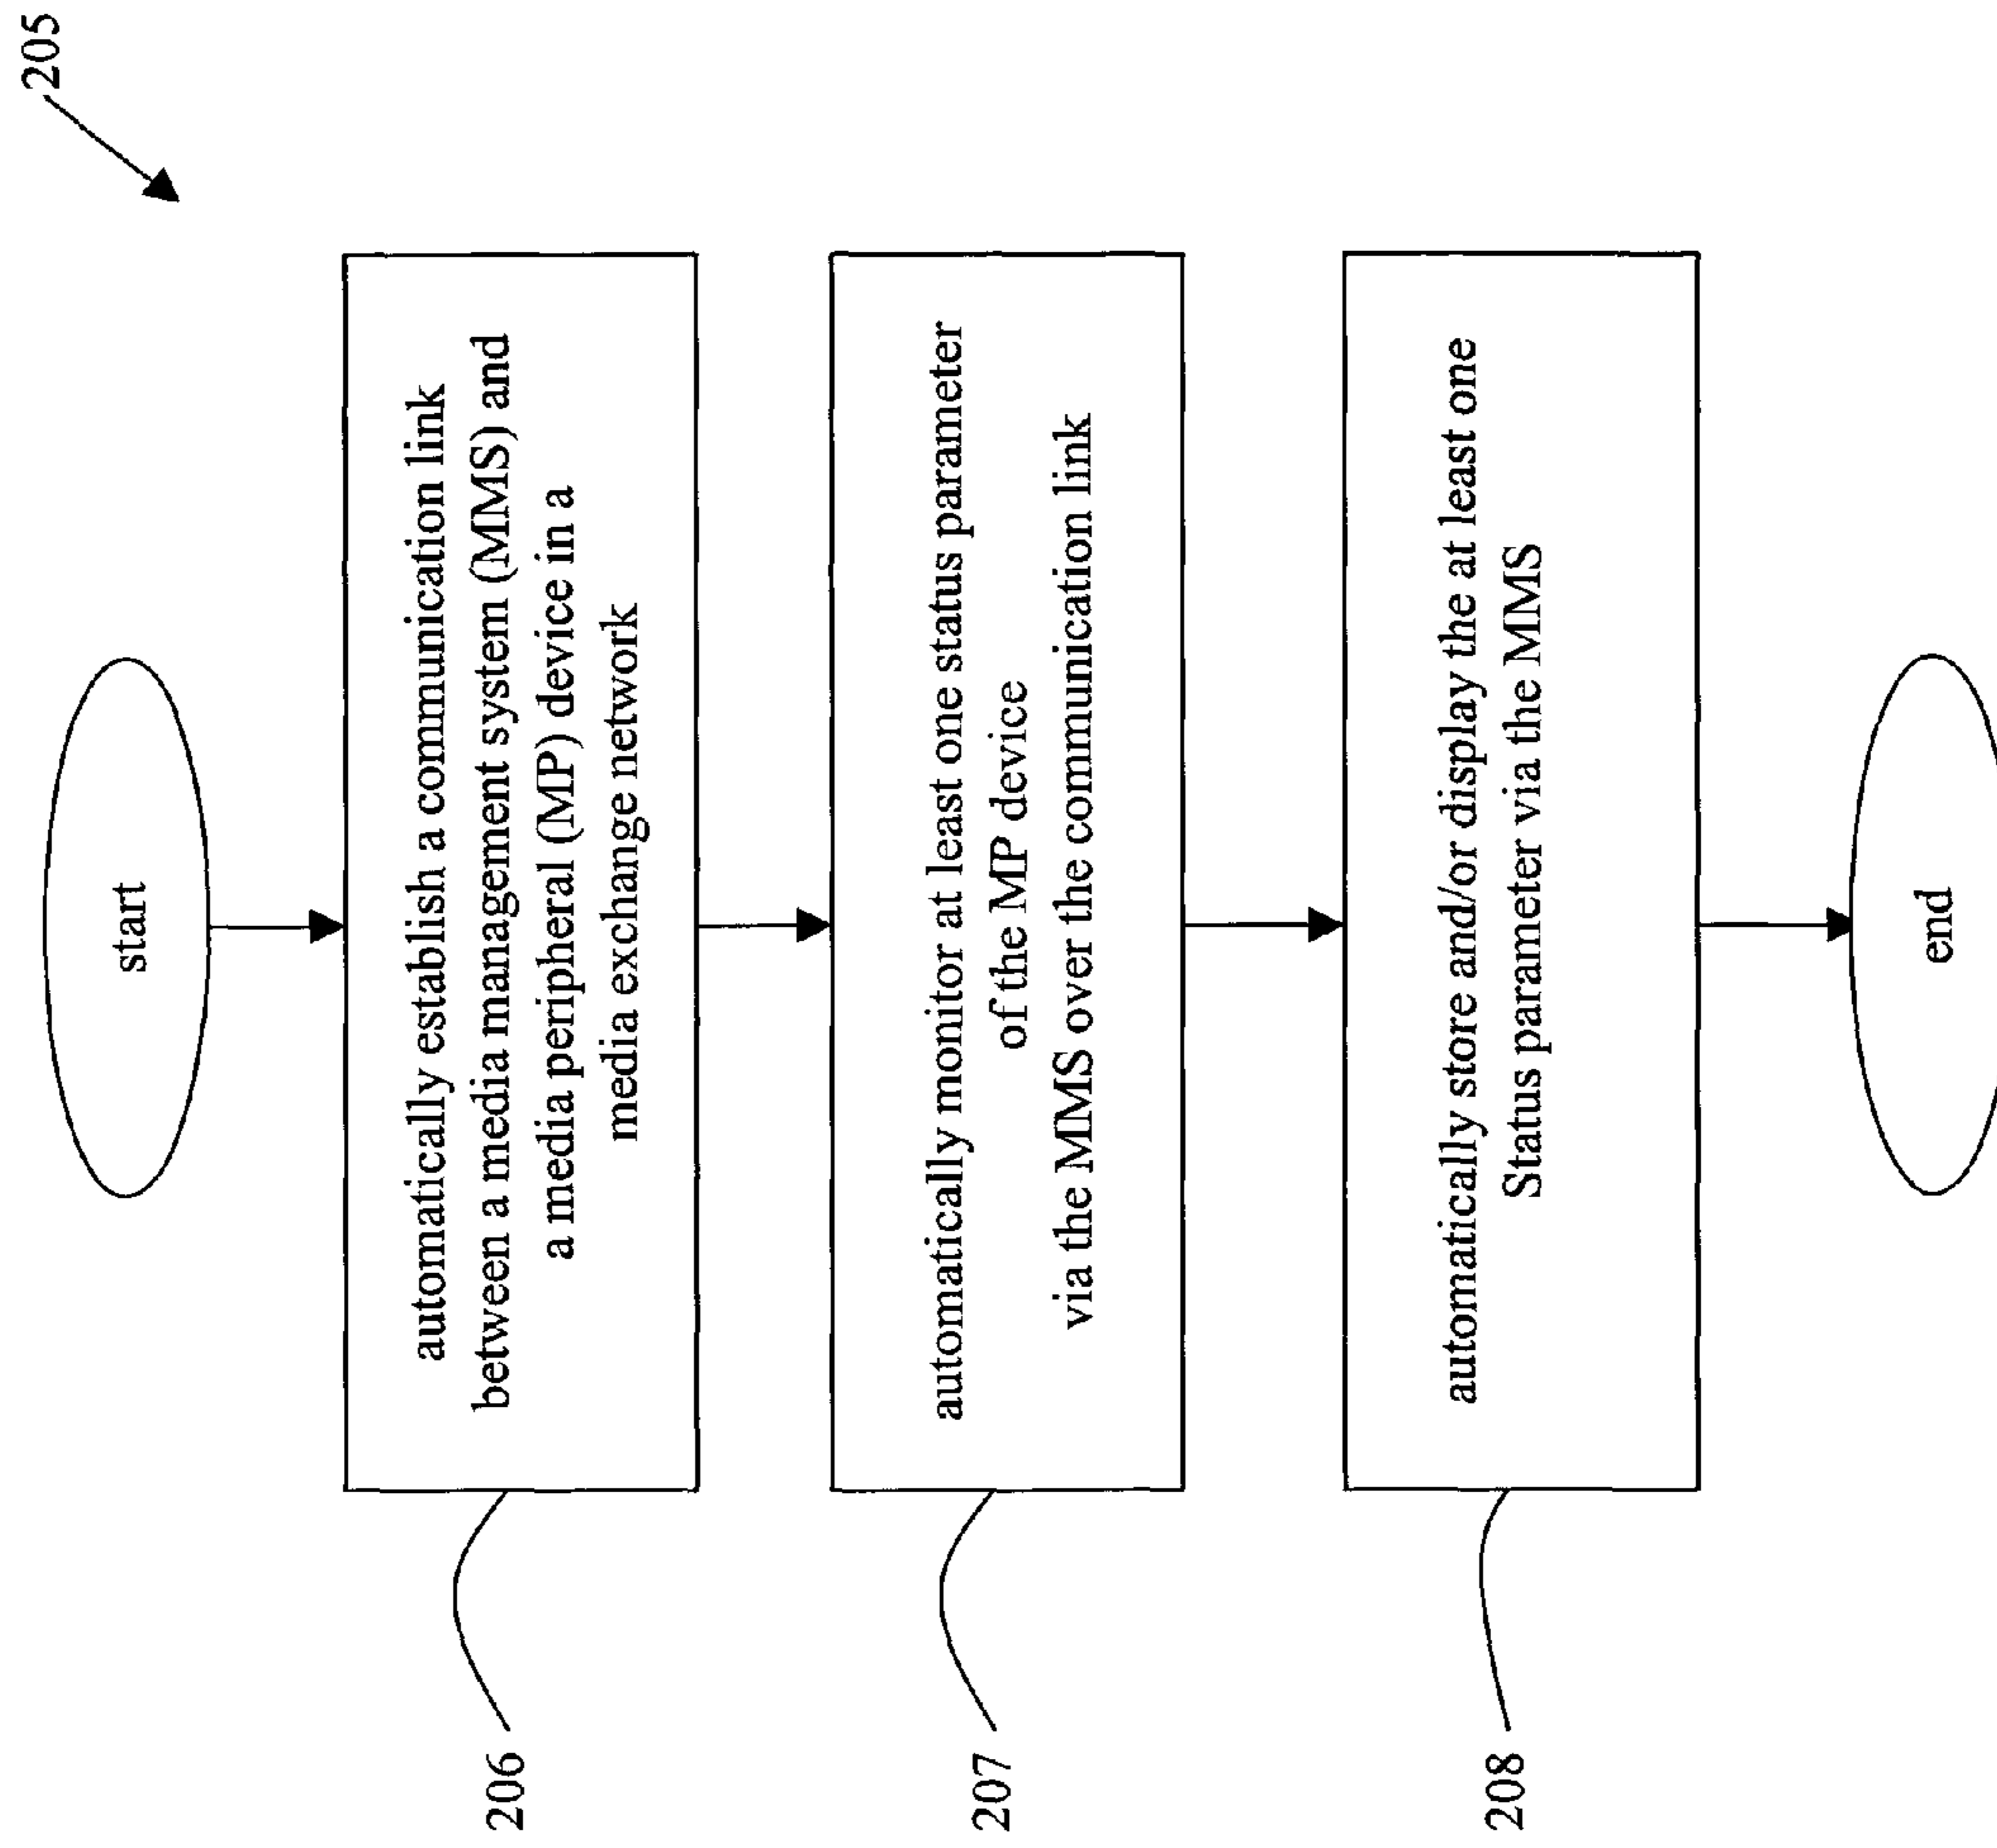 205
start
206
automatically establish a communication link
between a media management system (MMS) and
a media peripheral (MP) device in a
media exchange network
207
automatically monitor at least one status parameter
of the MP device
via the MMS over the communication link
208
automatically store and/or display the at least one
Status parameter via the MMS
end